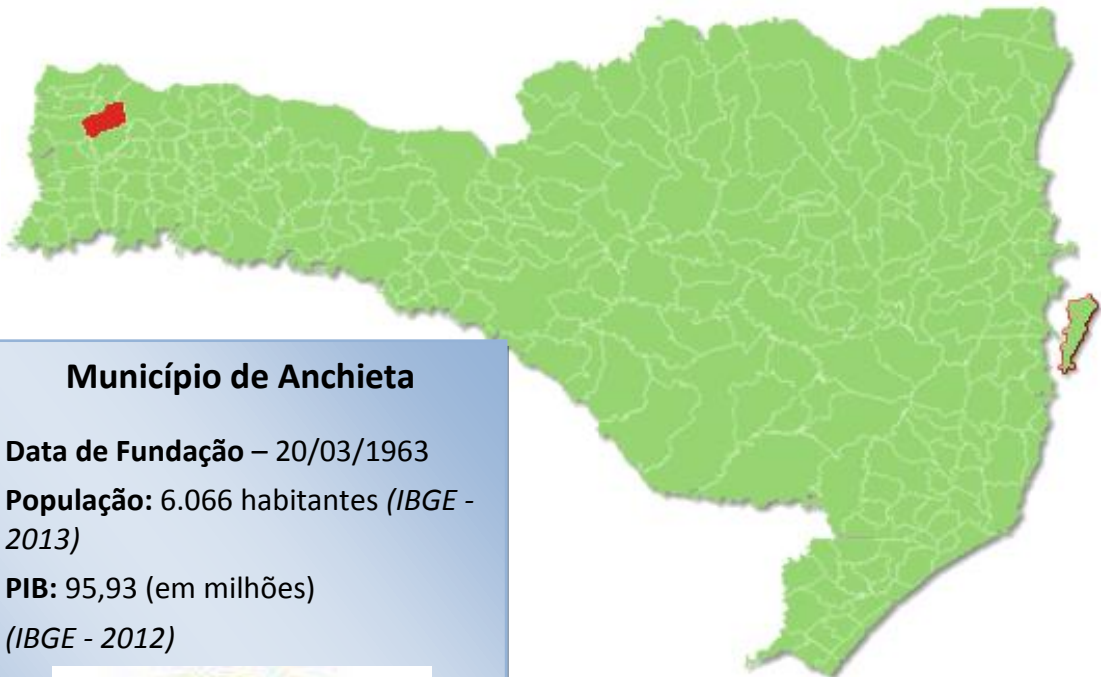 Município de Anchieta
Data de Fundação – 20/03/1963
População: 6.066 habitantes (IBGE -
2013)
PIB: 95,93 (em milhões)
(IBGE - 2012)